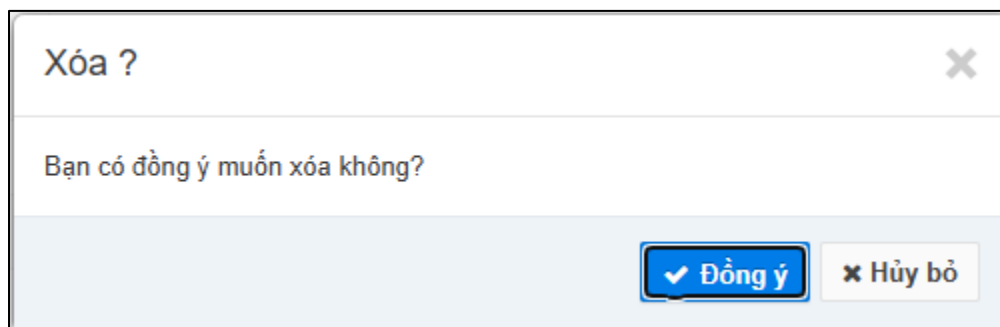 Xóa ?
Bạn có đồng ý muốn xóa không?
Đồng ý
Hủy bỏ